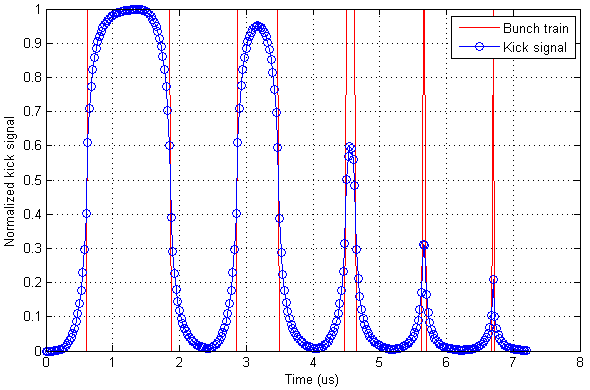 1
0.9
0.8
0.7
0.6
0.5
0.4
0.3
0.2
0.1
0
Normalized kick signal
Bunch train
Kick signal
0 1 2 3 4 5 6 7 8
Time (us)